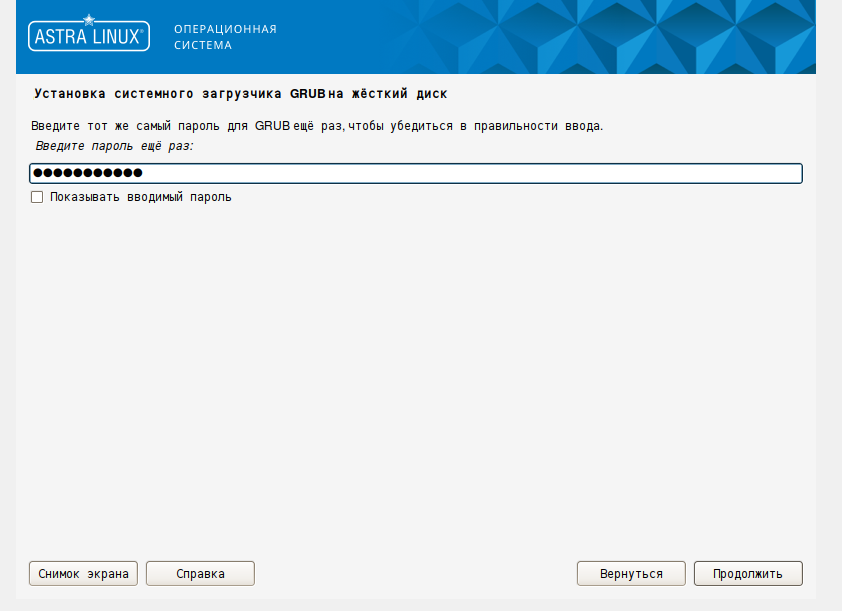 ASTRA LINUX®
ОПЕРАЦИОННАЯ
СИСТЕМА
Установка системного загрузчика GRUB на жёсткий диск
Введите тот же самый пароль для GRUB ещё раз, чтобы убедиться в правильности ввода.
Введите пароль ещё раз:
●●●●●●●●●●●
Показывать вводимый пароль
Снимок экрана Справка Вернуться Продолжить